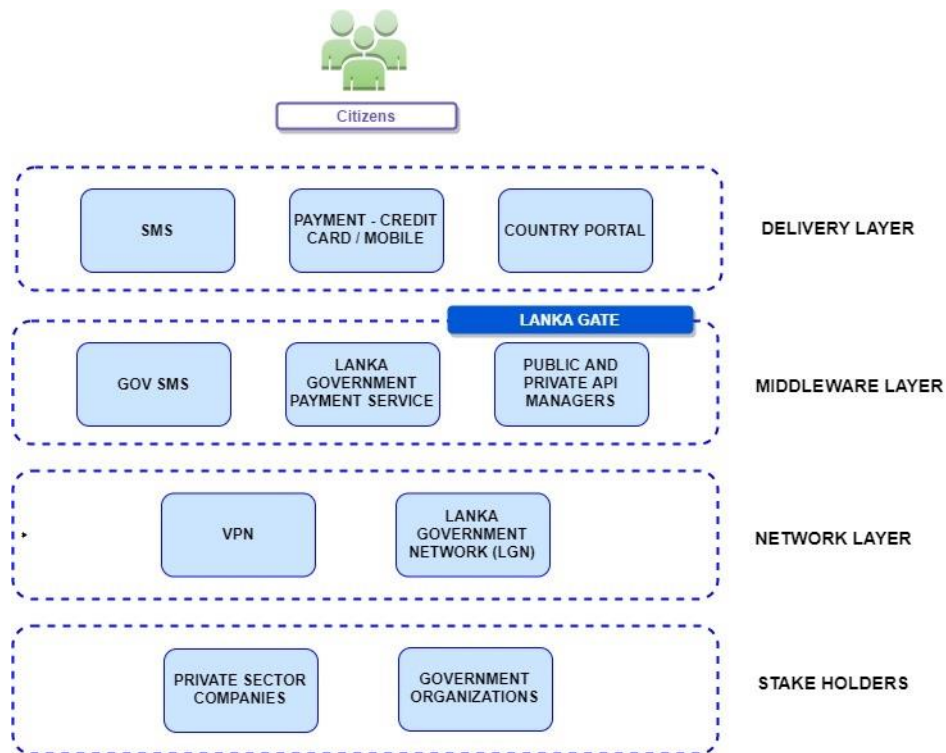 Citizens
SMS
PAYMENT - CREDIT
CARD / MOBILE
COUNTRY PORTAL
DELIVERY LAYER
LANKA GATE
GOV SMS
LANKA
GOVERNMENT
PAYMENT SERVICE
PUBLIC AND
PRIVATE API
MANAGERS
MIDDLEWARE LAYER
VPN
LANKA
GOVERNMENT
NETWORK (LGN)
NETWORK LAYER
PRIVATE SECTOR
COMPANIES
GOVERNMENT
ORGANIZATIONS
STAKE HOLDERS